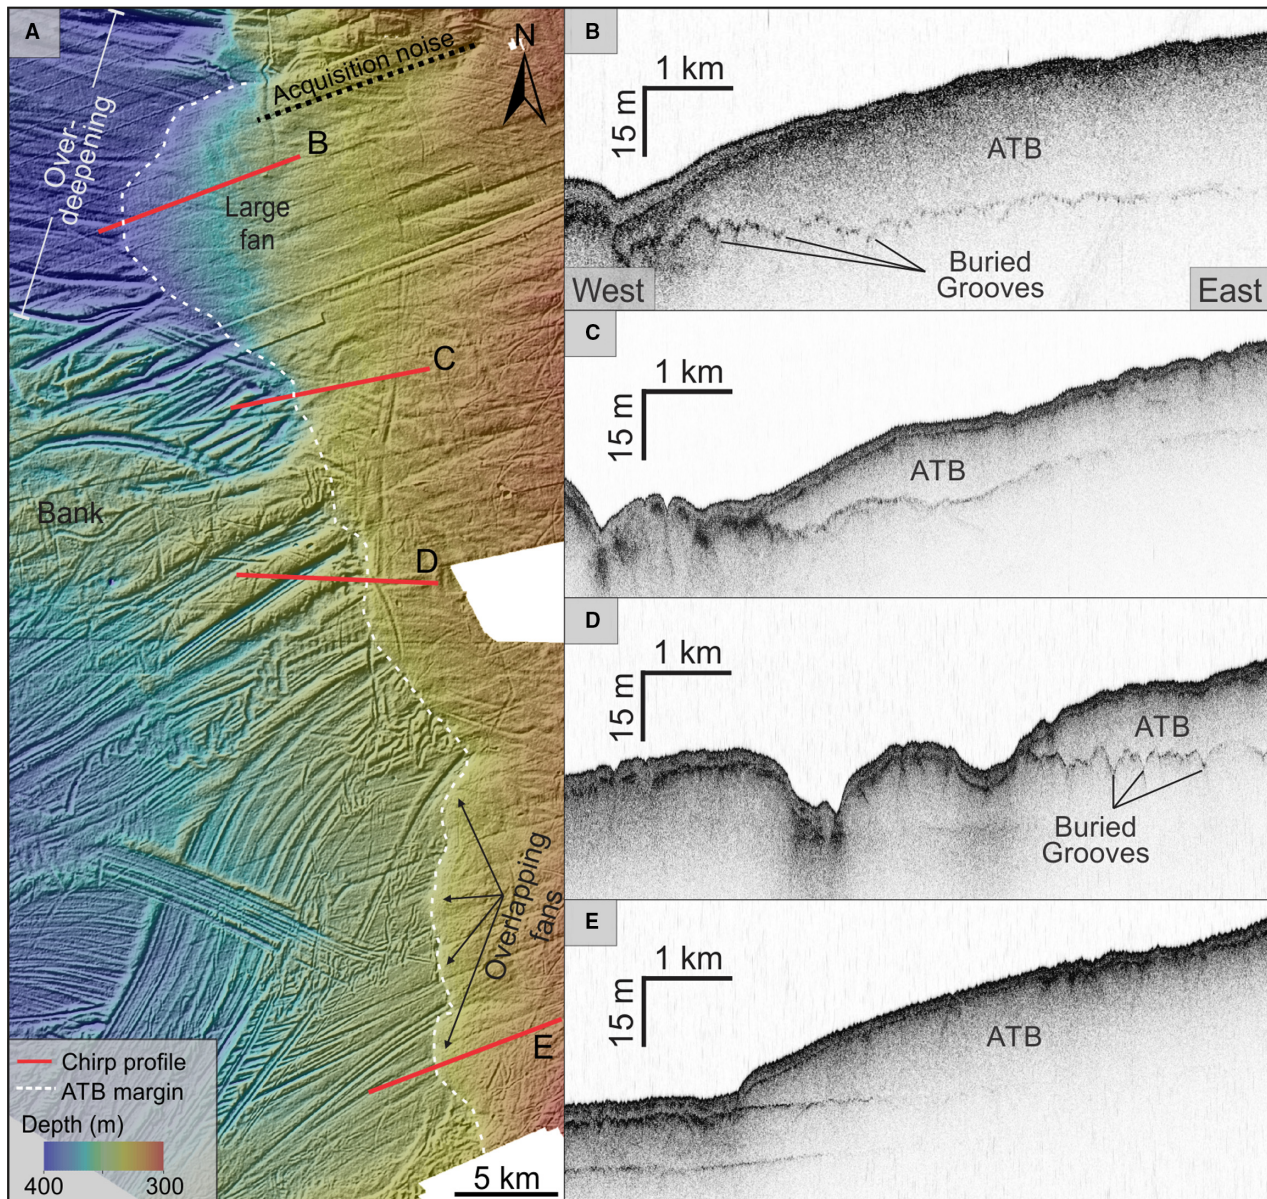 A
Over-
deepening
Acquisition noise
N
B
Large
fan
C
Bank
D
Overlapping
fans
E
Chirp profile
ATB margin
Depth (m)
400
300
5 km
B
1 km
15 m
ATB
Buried
Grooves
West
East
C
1 km
15 m
ATB
D
1 km
15 m
ATB
Buried
Grooves
E
1 km
15 m
ATB